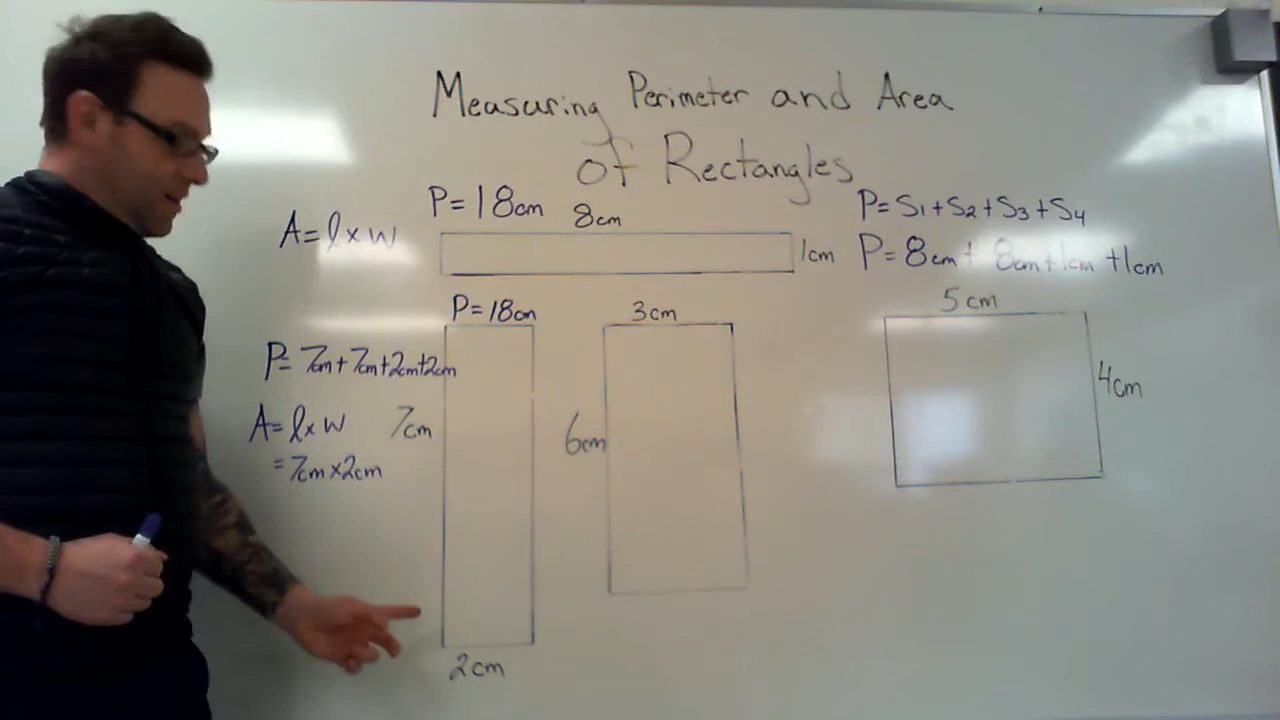 Measuring Perimeter and Area
of Rectangles
A=l×w
P=18cm
8cm
1cm
P=S1+S2+S3+S4
P=8cm+ 8cm+1cm +1cm
P=18cm
P= 7cm+7cm+2cm+2cm
A=l×w
=7cm×2cm
7cm
2cm
3cm
6cm
5cm
4cm